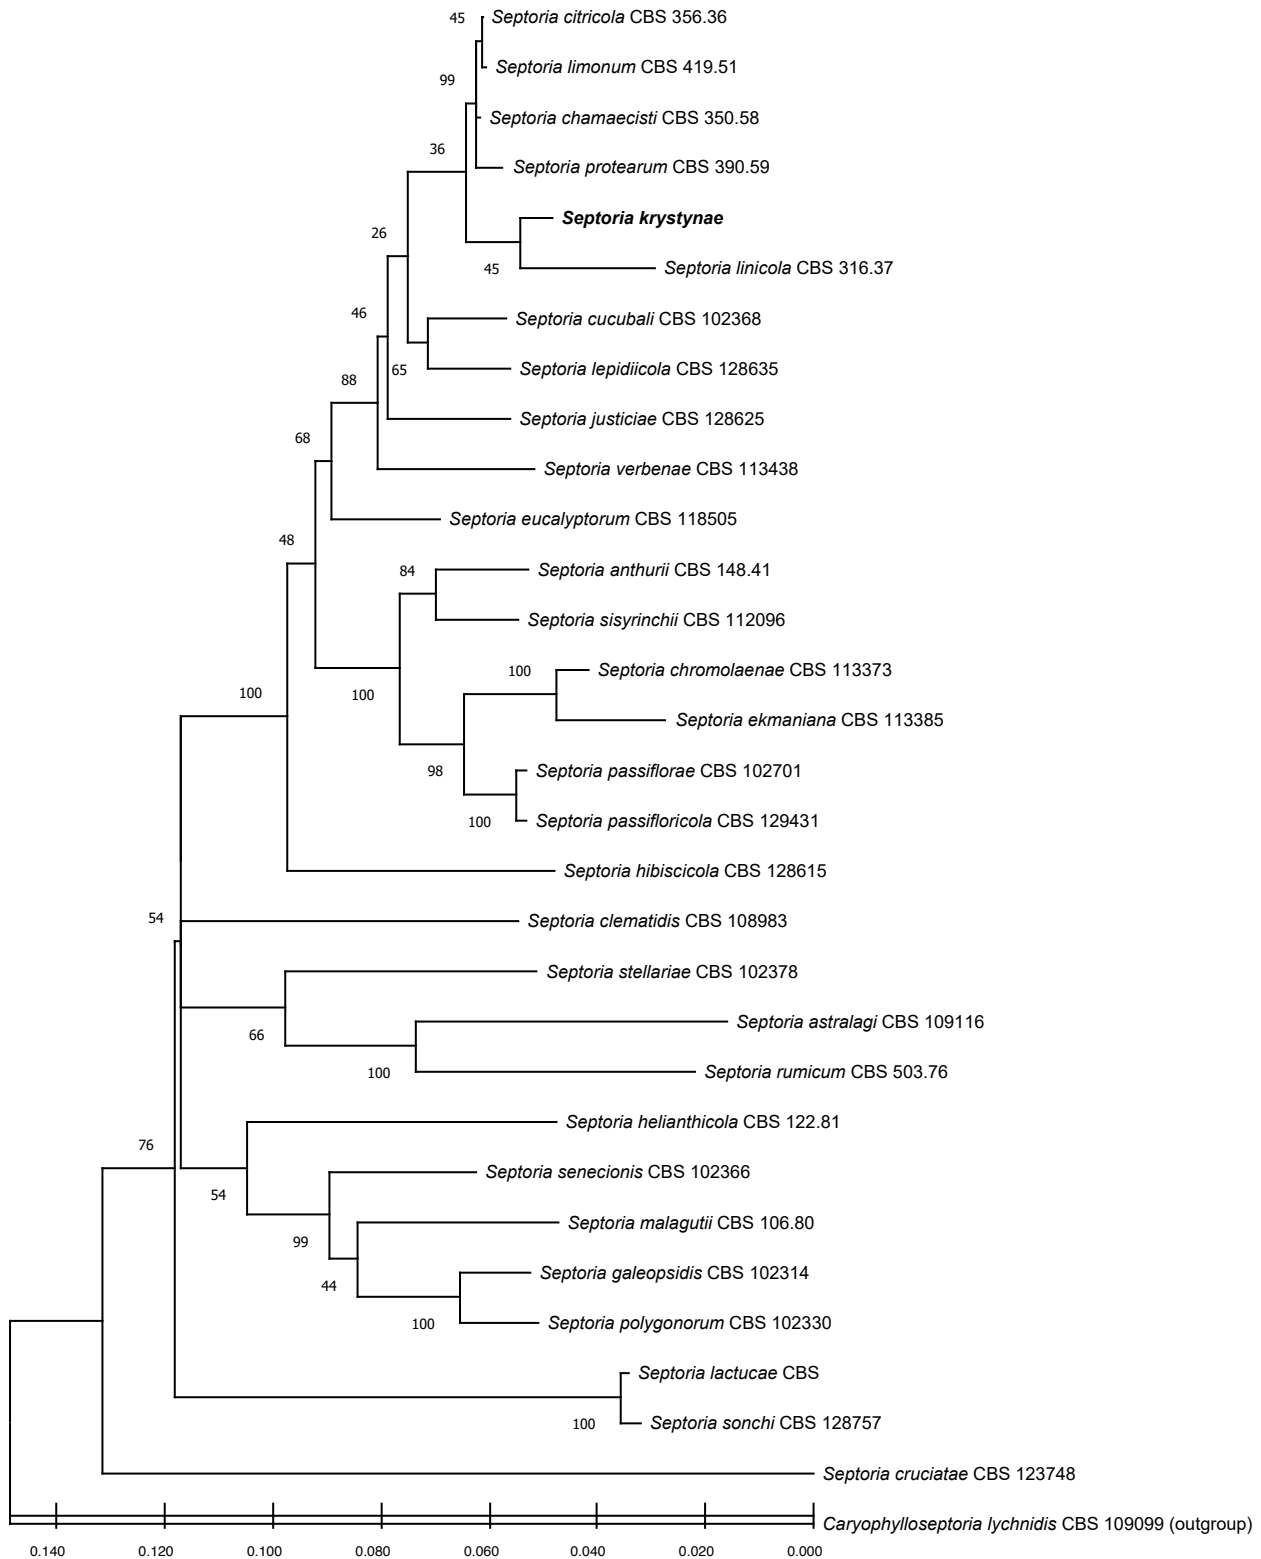 45 Septoria citricola CBS 356.36
Septoria limonum CBS 419.51
99
Septoria chamaecisti CBS 350.58
36
Septoria protearum CBS 390.59
Septoria krystynae
26
45 Septoria linicola CBS 316.37
46
Septoria cucubali CBS 102368
65
Septoria lepidiicola CBS 128635
88
Septoria justiciae CBS 128625
68
Septoria verbenae CBS 113438
Septoria eucalyptorum CBS 118505
48
84 Septoria anthurii CBS 148.41
Septoria sisyrinchii CBS 112096
100 Septoria chromolaenae CBS 113373
100
100
Septoria ekmaniana CBS 113385
98 Septoria passiflorae CBS 102701
100 Septoria passifloricola CBS 129431
Septoria hibiscicola CBS 128615
54 Septoria clematidis CBS 108983
Septoria stellariae CBS 102378
66
Septoria astralagi CBS 109116
100 Septoria rumicum CBS 503.76
Septoria helianthicola CBS 122.81
76
Septoria senecionis CBS 102366
54
Septoria malagutii CBS 106.80
99
Septoria galeopsidis CBS 102314
44
100 Septoria polygonorum CBS 102330
Septoria lactucae CBS
100 Septoria sonchi CBS 128757
Septoria cruciatae CBS 123748
Caryophylloseptoria lychnidis CBS 109099 (outgroup)
0.140 0.120 0.100 0.080 0.060 0.040 0.020 0.000